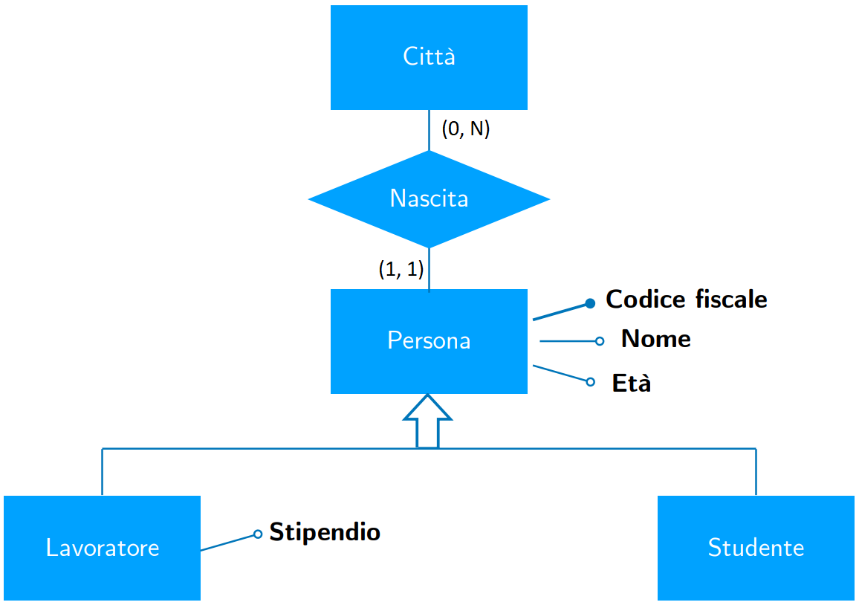 Città
(0, N)
Nascita
(1, 1)
Codice fiscale
Nome
Persona
Età
Stipendio
Lavoratore
Studente